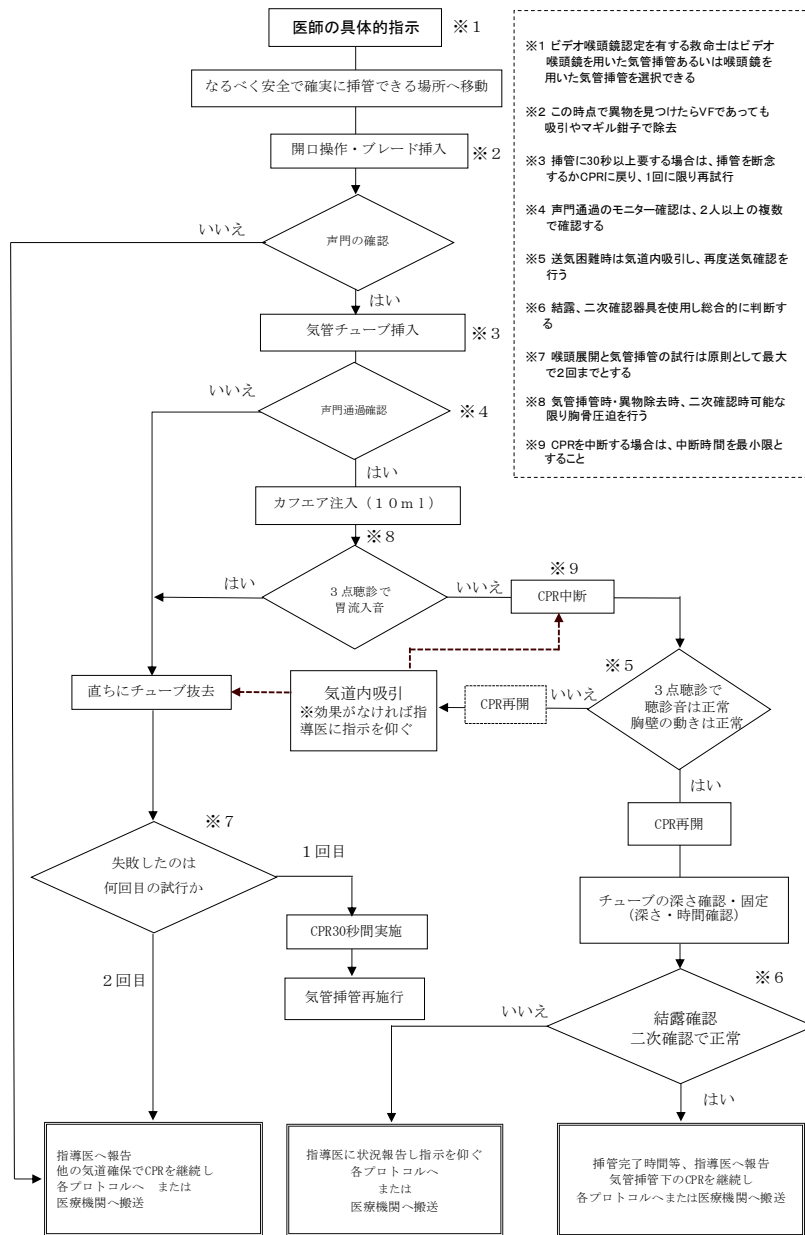 医師の具体的指示
※１
なるべく安全で確実に挿管できる場所へ移動
開口操作・ブレード挿入
※２
声門の確認
いいえ
はい
気管チューブ挿入
※３
いいえ
声門通過確認
※４
はい
カフエア注入（１０ｍｌ）
※８
はい
３点聴診で
胃流入音
いいえ
※９
CPR中断
※５
３点聴診で
聴診音は正常
胸壁の動きは正常
いいえ
CPR再開
気道内吸引
※効果がなければ指
導医に指示を仰ぐ
直ちにチューブ抜去
はい
CPR再開
※７
失敗したのは
何回目の試行か
１回目
CPR30秒間実施
気管挿管再施行
２回目
チューブの深さ確認・固定
(深さ・時間確認)
※６
結露確認
二次確認で正常
いいえ
はい
指導医へ報告
他の気道確保でCPRを継続し
各プロトコルへ　または
医療機関へ搬送
指導医に状況報告し指示を仰ぐ
各プロトコルへ
または
医療機関へ搬送
挿管完了時間等、指導医へ報告
気管挿管下のCPRを継続し
各プロトコルへまたは医療機関へ搬送
※１ ビデオ喉頭鏡認定を有する救命士はビデオ
喉頭鏡を用いた気管挿管あるいは喉頭鏡を
用いた気管挿管を選択できる
※２ この時点で異物を見つけたらVFであっても
吸引やマギル鉗子で除去
※３ 挿管に30秒以上要する場合は、挿管を断念
するかCPRに戻り、1回に限り再試行
※４ 声門通過のモニター確認は、２人以上の複数
で確認する
※５ 送気困難時は気道内吸引し、再度送気確認を
行う
※６ 結露、二次確認器具を使用し総合的に判断す
る
※７ 喉頭展開と気管挿管の試行は原則として最大
で２回までとする
※８ 気管挿管時・異物除去時、二次確認時可能な
限り胸骨圧迫を行う
※９ CPRを中断する場合は、中断時間を最小限と
すること